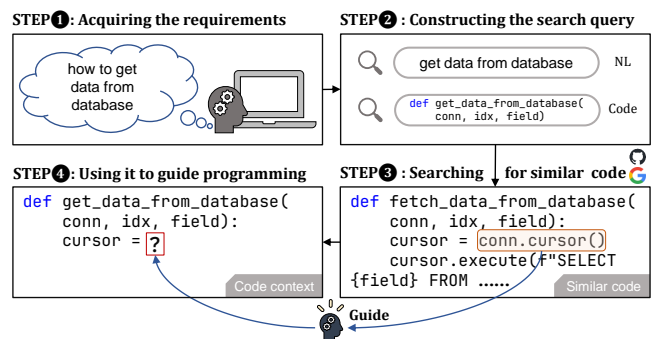 STEP❶: Acquiring the requirements
how to get
data from
database
STEP❷ : Constructing the search query
get data from database
NL
def get_data_from_database(
conn, idx, field)
Code
STEP❸ : Searching for similar code
def fetch_data_from_database(
conn, idx, field):
cursor = conn.cursor()
cursor.execute(f"SELECT
{field} FROM ......
Similar code
STEP❹: Using it to guide programming
def get_data_from_database(
conn, idx, field):
cursor = ?
Code context
Guide